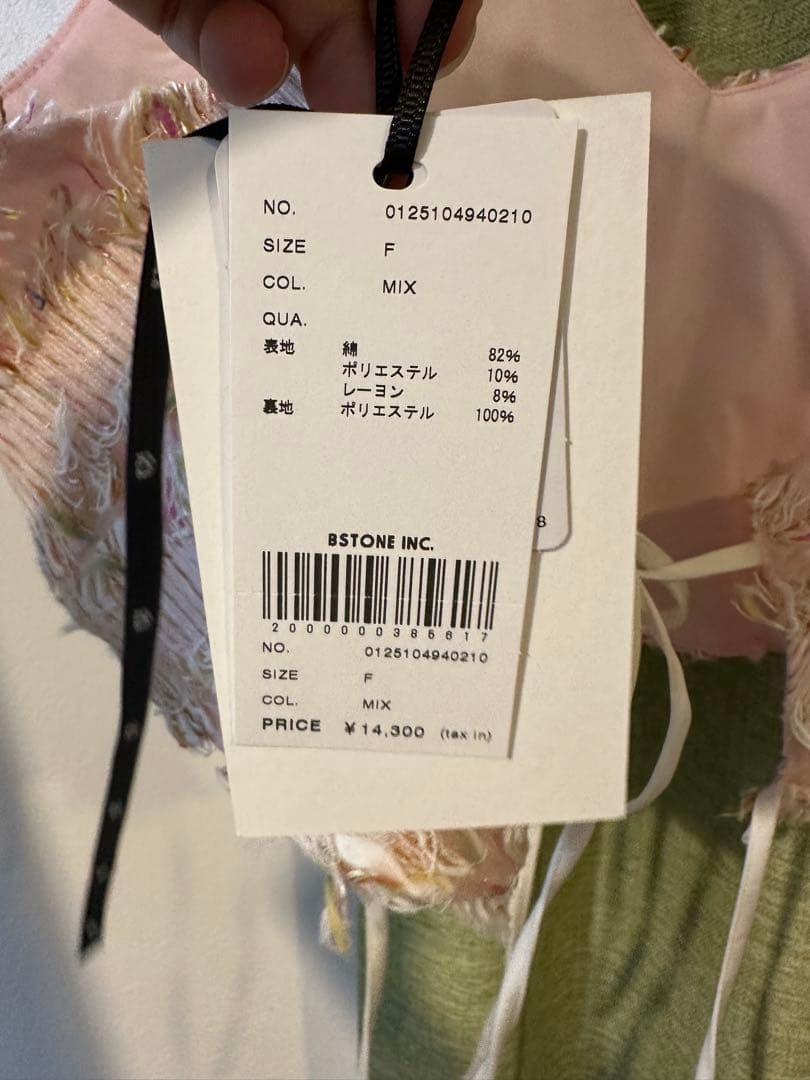 NO. 0125104940210
SIZE F
COL. MIX
QUA.
表地 綿 82%
ポリエステル 10%
レーヨン 8%
裏地 ポリエステル 100%
8
BSTONE INC.
2000000385617
NO. 0125104940210
SIZE F
COL. MIX
PRICE ¥14,300 (tax in)